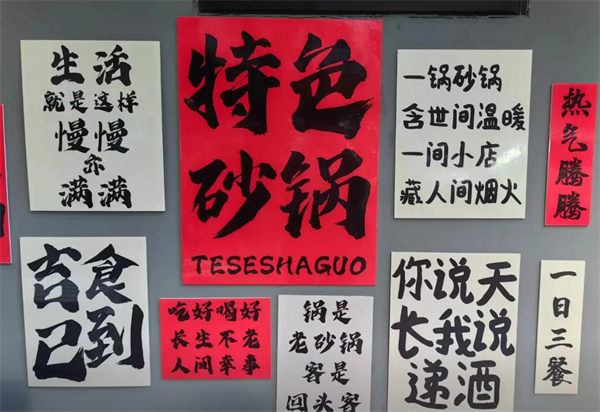 生活
就是这样
慢慢
亦
满满
特色
砂锅
TESESHAGUO
一锅砂锅
含世间温暖
一间小店
藏人间烟火
热气腾腾
吉食
己到
吃好喝好
长生不老
人间幸事
锅是
老砂锅
客是
回头客
你说天
长我说
递酒
一日三餐